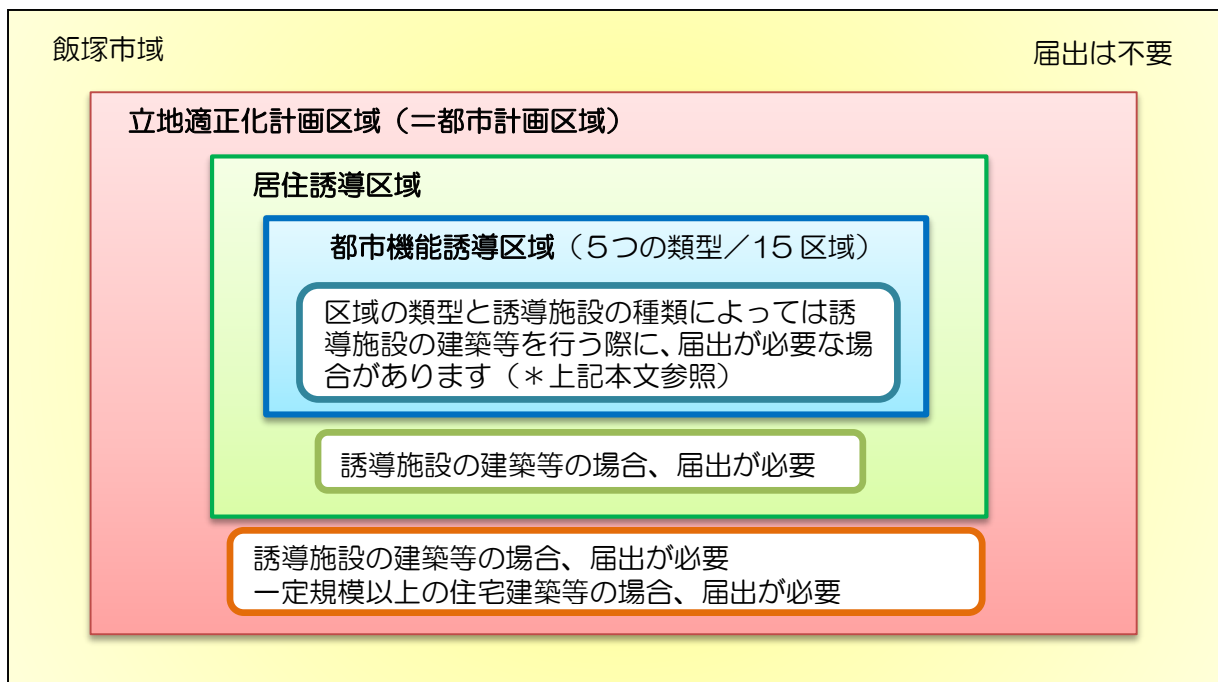 飯塚市域
届出は不要
立地適正化計画区域（＝都市計画区域）
居住誘導区域
都市機能誘導区域（５つの類型／15 区域）
区域の類型と誘導施設の種類によっては誘
導施設の建築等を行う際に、届出が必要な場
合があります（＊上記本文参照）
誘導施設の建築等の場合、届出が必要
誘導施設の建築等の場合、届出が必要
一定規模以上の住宅建築等の場合、届出が必要